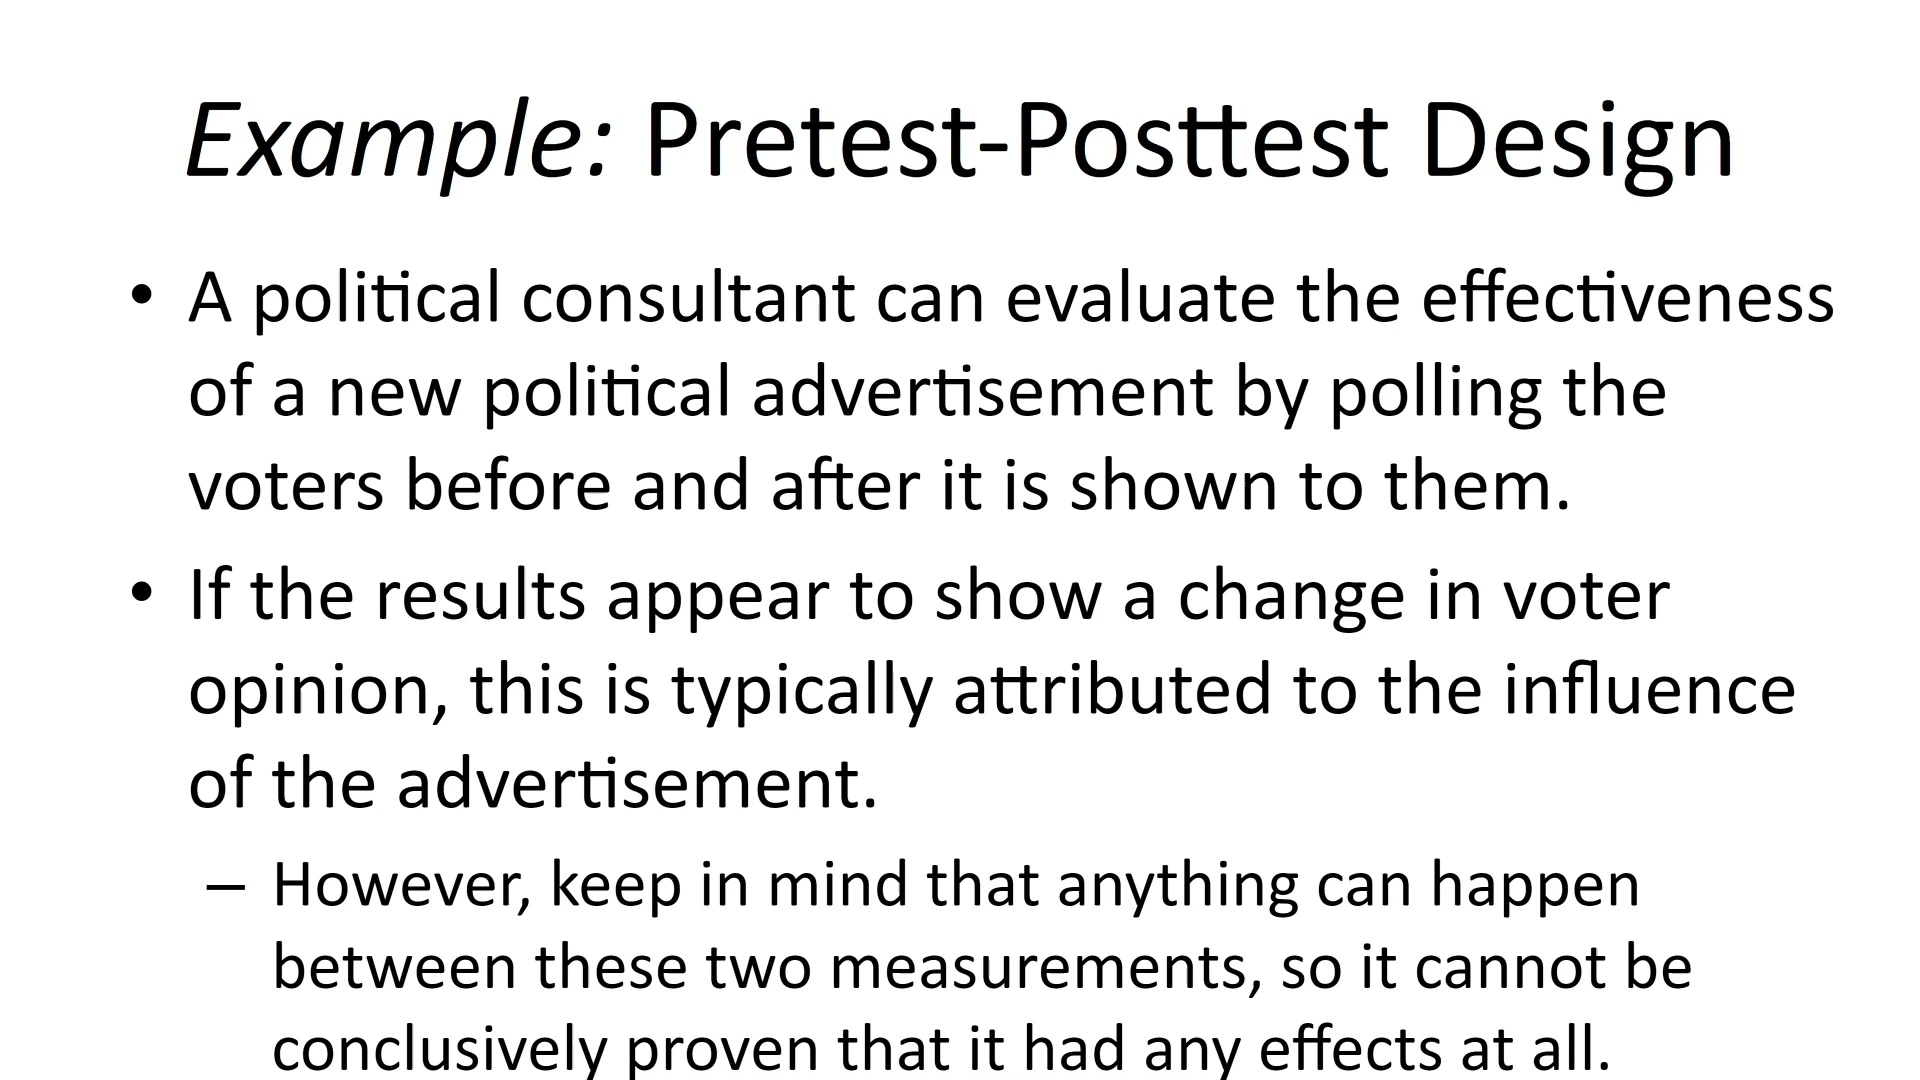 Example: Pretest-Posttest Design
• A political consultant can evaluate the effectiveness
of a new political advertisement by polling the
voters before and after it is shown to them.
• If the results appear to show a change in voter
opinion, this is typically attributed to the influence
of the advertisement.
– However, keep in mind that anything can happen
between these two measurements, so it cannot be
conclusively proven that it had any effects at all.